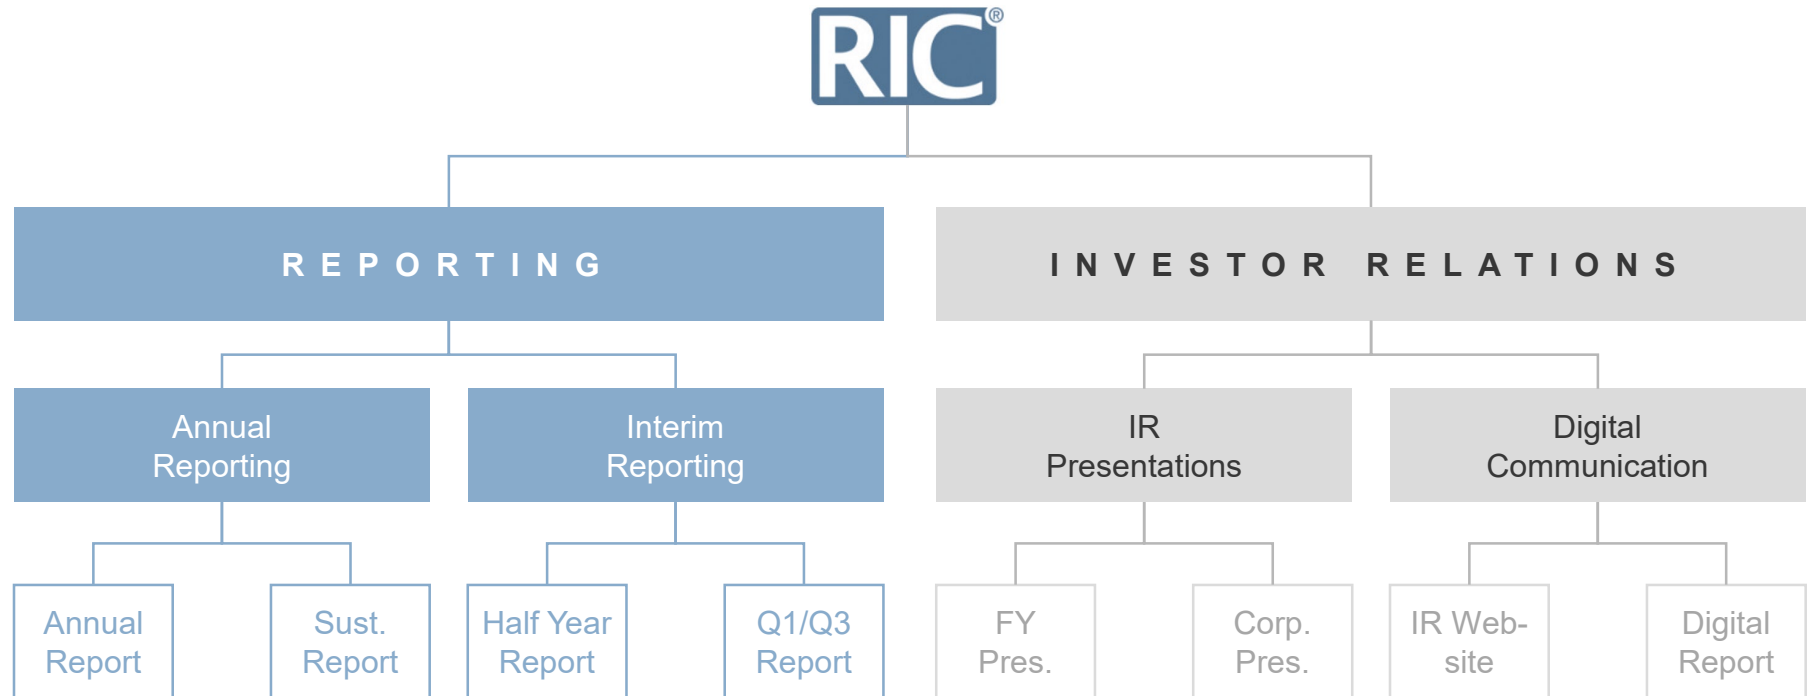 RIC®
REPORTING
INVESTOR RELATIONS
Annual
Reporting
Interim
Reporting
IR
Presentations
Digital
Communication
Annual
Report
Sust.
Report
Half Year
Report
Q1/Q3
Report
FY
Pres.
Corp.
Pres.
IR Web-
site
Digital
Report